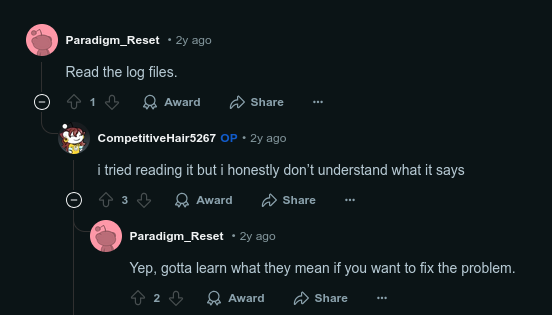 Paradigm_Reset • 2y ago
Read the log files.
1 Award Share ...
CompetitiveHair5267 OP • 2y ago
i tried reading it but i honestly don't understand what it says
3 Award Share ...
Paradigm_Reset • 2y ago
Yep, gotta learn what they mean if you want to fix the problem.
2 Award Share ...